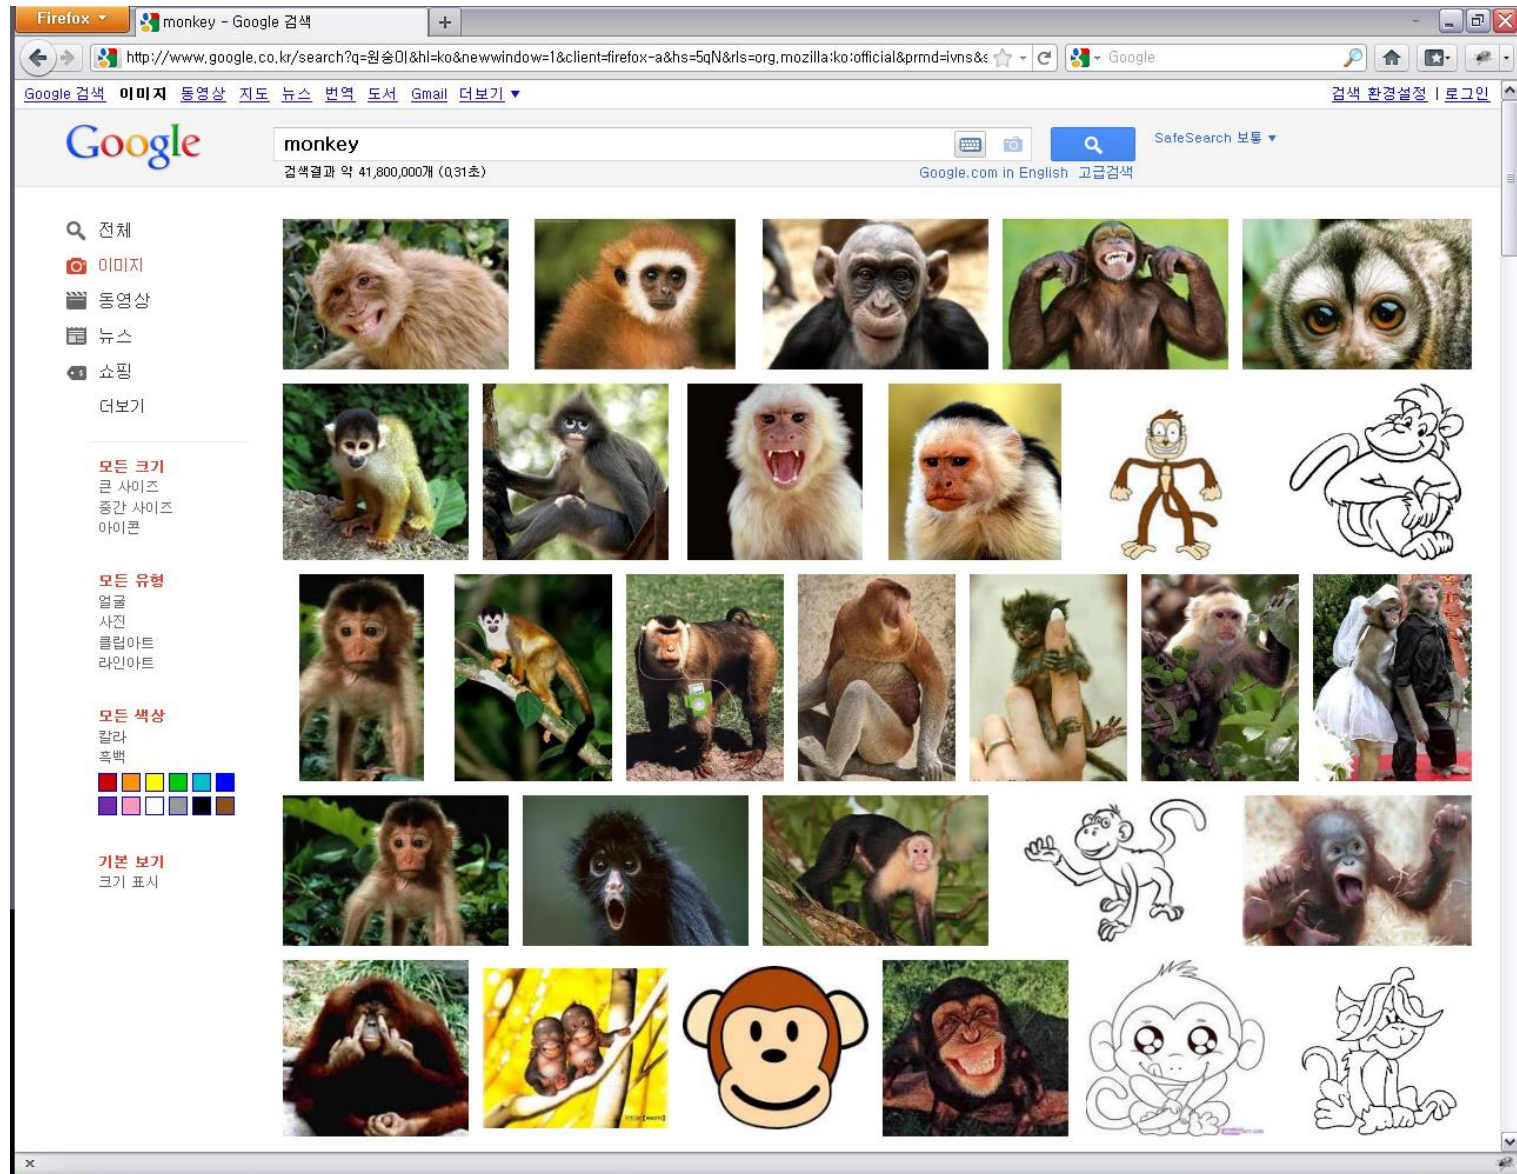 Firefox
monkey - Google 검색
http://www.google.co.kr/search?q=원숭이&hl=ko&newwindow=1&client=firefox-a&hs=5qN&rls=org.mozilla:ko:official&prmd=ivns&s
Google
Google 검색 이미지 동영상 지도 뉴스 번역 도서 Gmail 더보기 ▼
검색 환경설정 | 로그인
Google
monkey
SafeSearch 보통 ▼
검색결과 약 41,800,000개 (0.31초)
Google.com in English 고급검색
전체
이미지
동영상
뉴스
쇼핑
더보기
모든 크기
큰 사이즈
중간 사이즈
아이콘
모든 유형
얼굴
사진
클립아트
라인아트
모든 색상
칼라
흑백
기본 보기
크기 표시